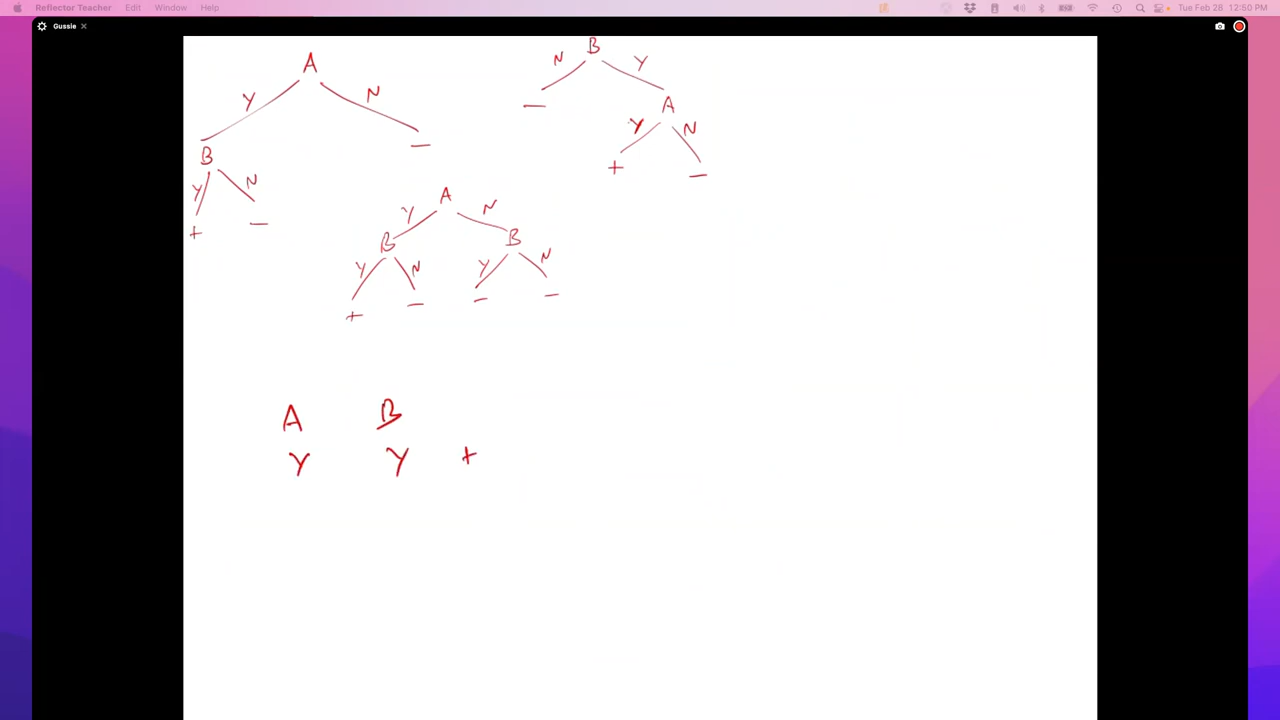 Reflector Teacher Edit Window Help Tue Feb 28 12:50 PM
Gussie ×
A
Y N
B −
Y N
+ −
B
N Y
− A
Y N
+ −
A
Y N
B B
Y N Y N
+ − − −
A B
Y Y +